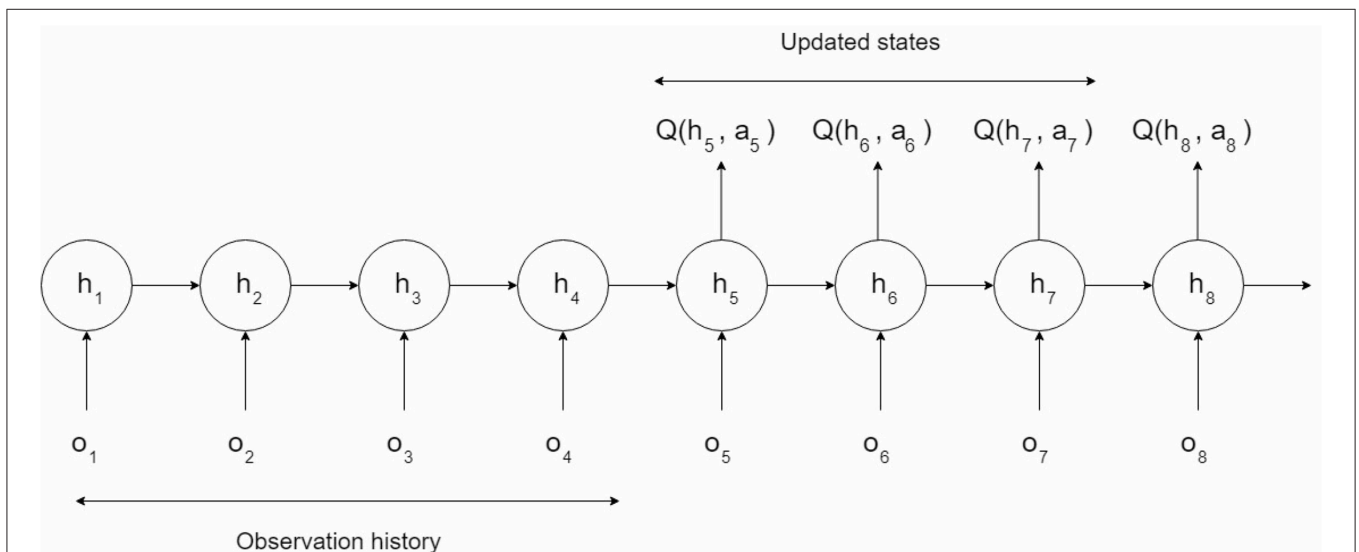 Updated states
Q(h₅, a₅) Q(h₆, a₆) Q(h₇, a₇) Q(h₈, a₈)
h₁ h₂ h₃ h₄ h₅ h₆ h₇ h₈
o₁ o₂ o₃ o₄ o₅ o₆ o₇ o₈
Observation history